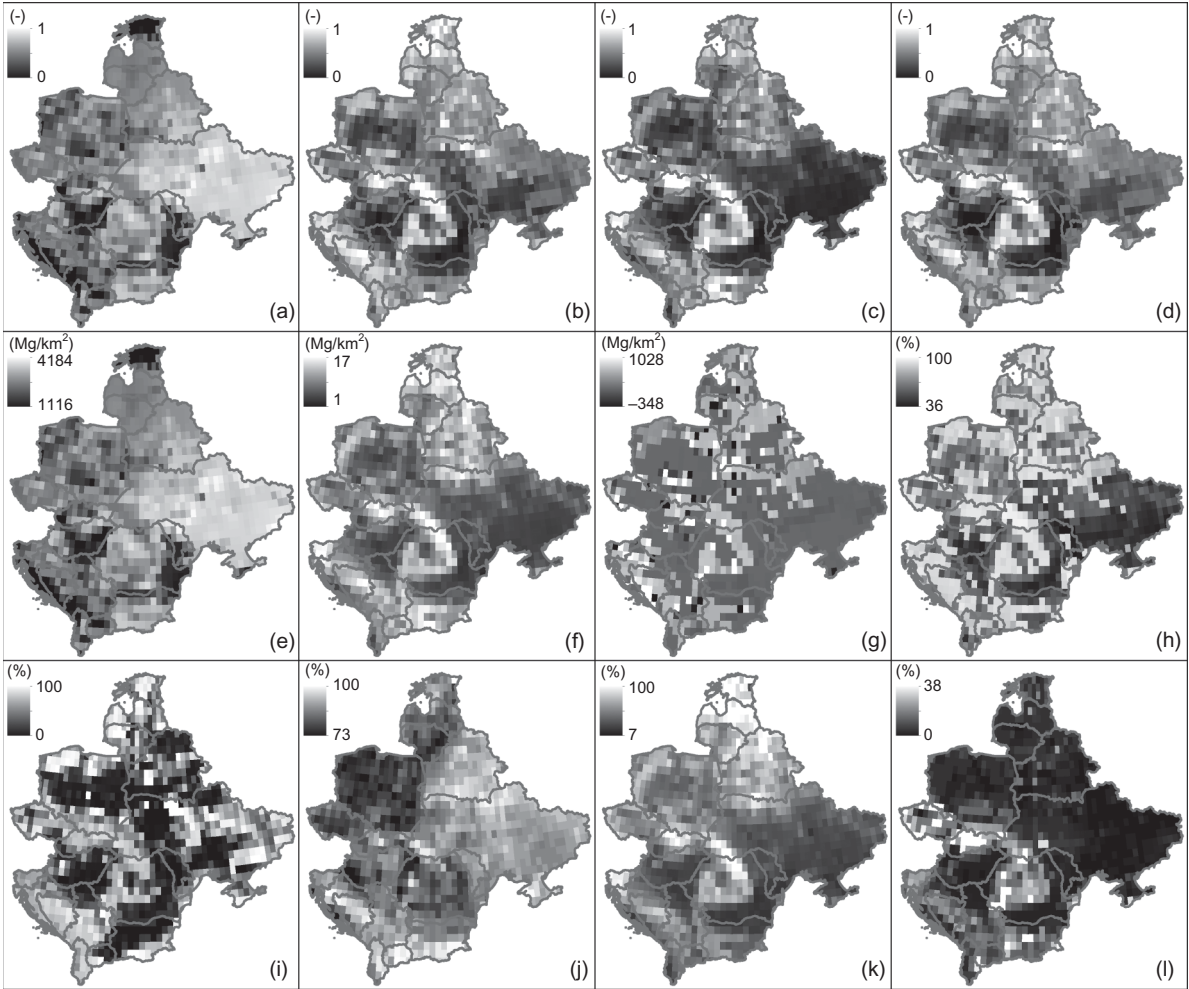 (-)
1
0
(a)
(-)
1
0
(b)
(-)
1
0
(c)
(-)
1
0
(d)
(Mg/km²)
4184
1116
(e)
(Mg/km²)
17
1
(f)
(Mg/km²)
1028
–348
(g)
(%)
100
36
(h)
(%)
100
0
(i)
(%)
100
73
(j)
(%)
100
7
(k)
(%)
38
0
(l)